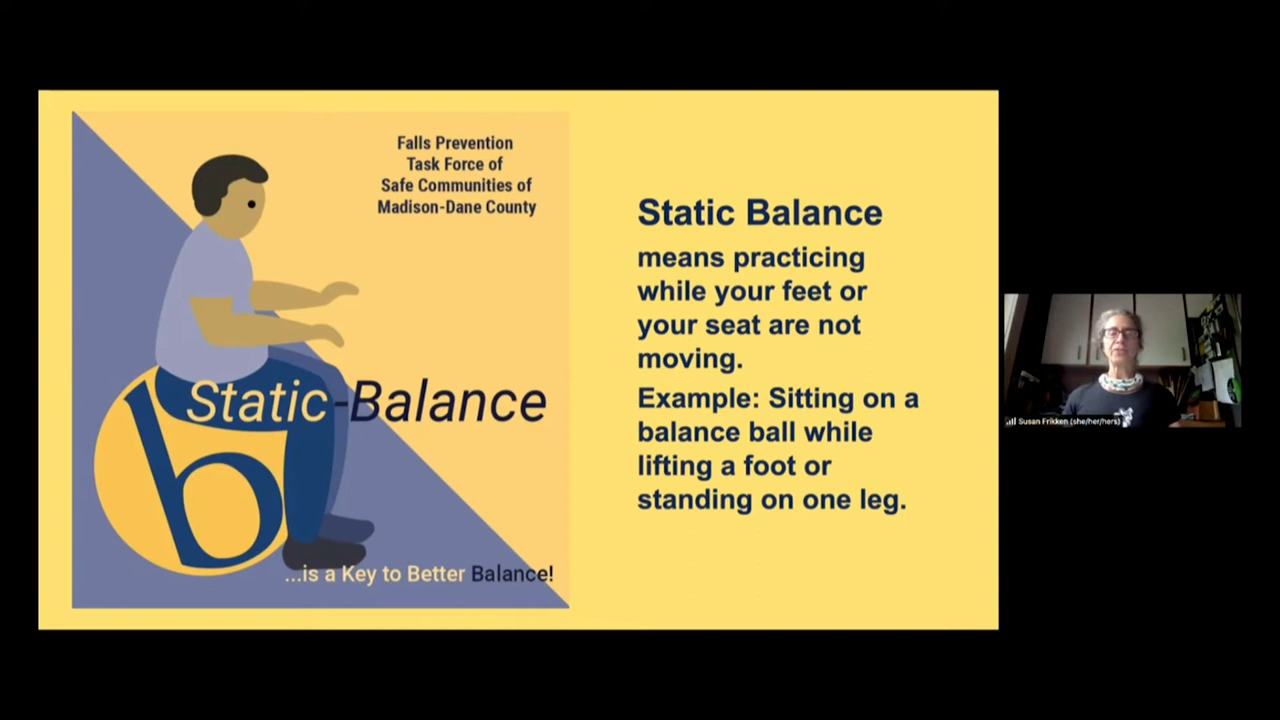 Falls Prevention
Task Force of
Safe Communities of
Madison-Dane County
Static-Balance
b
...is a Key to Better Balance!
Static Balance
means practicing
while your feet or
your seat are not
moving.
Example: Sitting on a
balance ball while
lifting a foot or
standing on one leg.
Susan Frikken (she/her/hers)